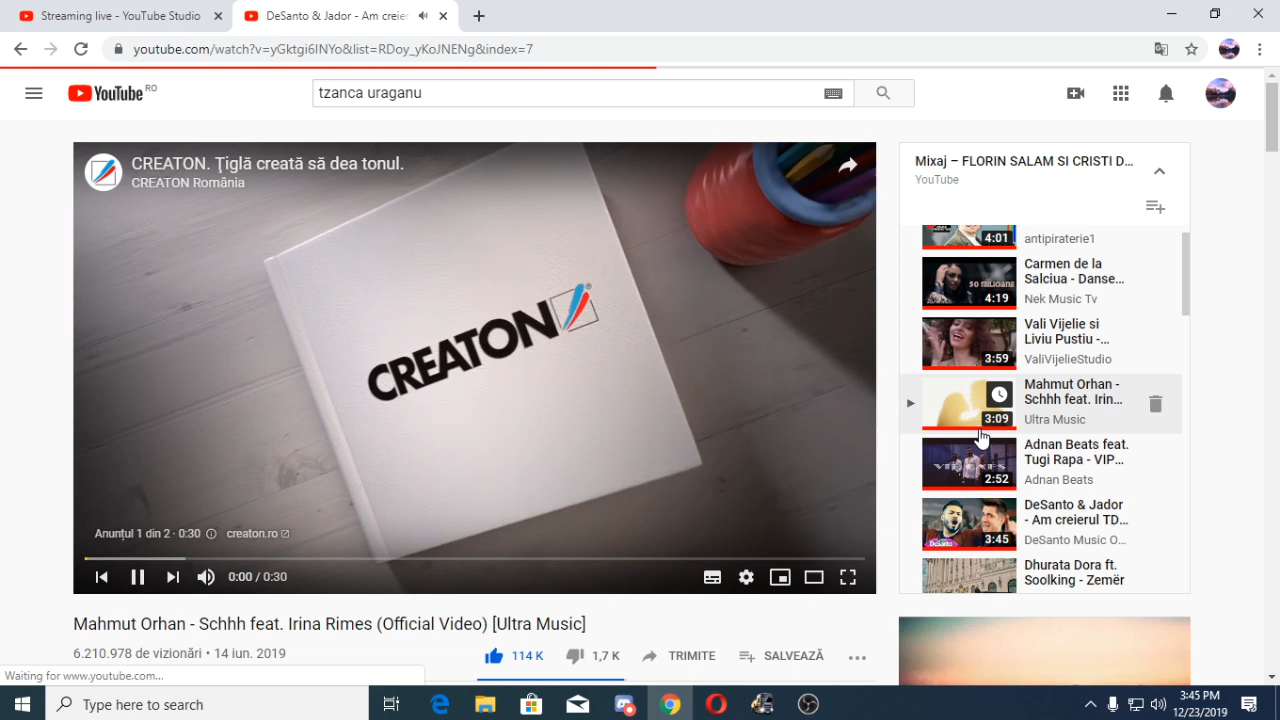 Streaming live - YouTube Studio
DeSanto & Jador - Am creier
youtube.com/watch?v=yGktgi6INYo&list=RDoy_yKoJNENg&index=7
YouTube RO
tzanca uraganu
CREATON. Ţiglă creată să dea tonul.
CREATON România
CREATON
Anunțul 1 din 2 · 0:30
creaton.ro
0:00 / 0:30
Mahmut Orhan - Schhh feat. Irina Rimes (Official Video) [Ultra Music]
6.210.978 de vizionări • 14 iun. 2019
114 K
1,7 K
TRIMITE
SALVEAZĂ
Mixaj – FLORIN SALAM SI CRISTI D...
YouTube
4:01
antipiraterie1
50 MILIOANE
4:19
Carmen de la
Salciua - Danse...
Nek Music Tv
3:59
Vali Vijelie si
Liviu Pustiu -...
ValiVijelieStudio
3:09
Mahmut Orhan -
Schhh feat. Irin...
Ultra Music
2:52
Adnan Beats feat.
Tugi Rapa - VIP...
Adnan Beats
DeSanto
3:45
DeSanto & Jador
- Am creierul TD...
DeSanto Music O...
Dhurata Dora ft.
Soolking - Zemër
Waiting for www.youtube.com...
Type here to search
3:45 PM
12/23/2019